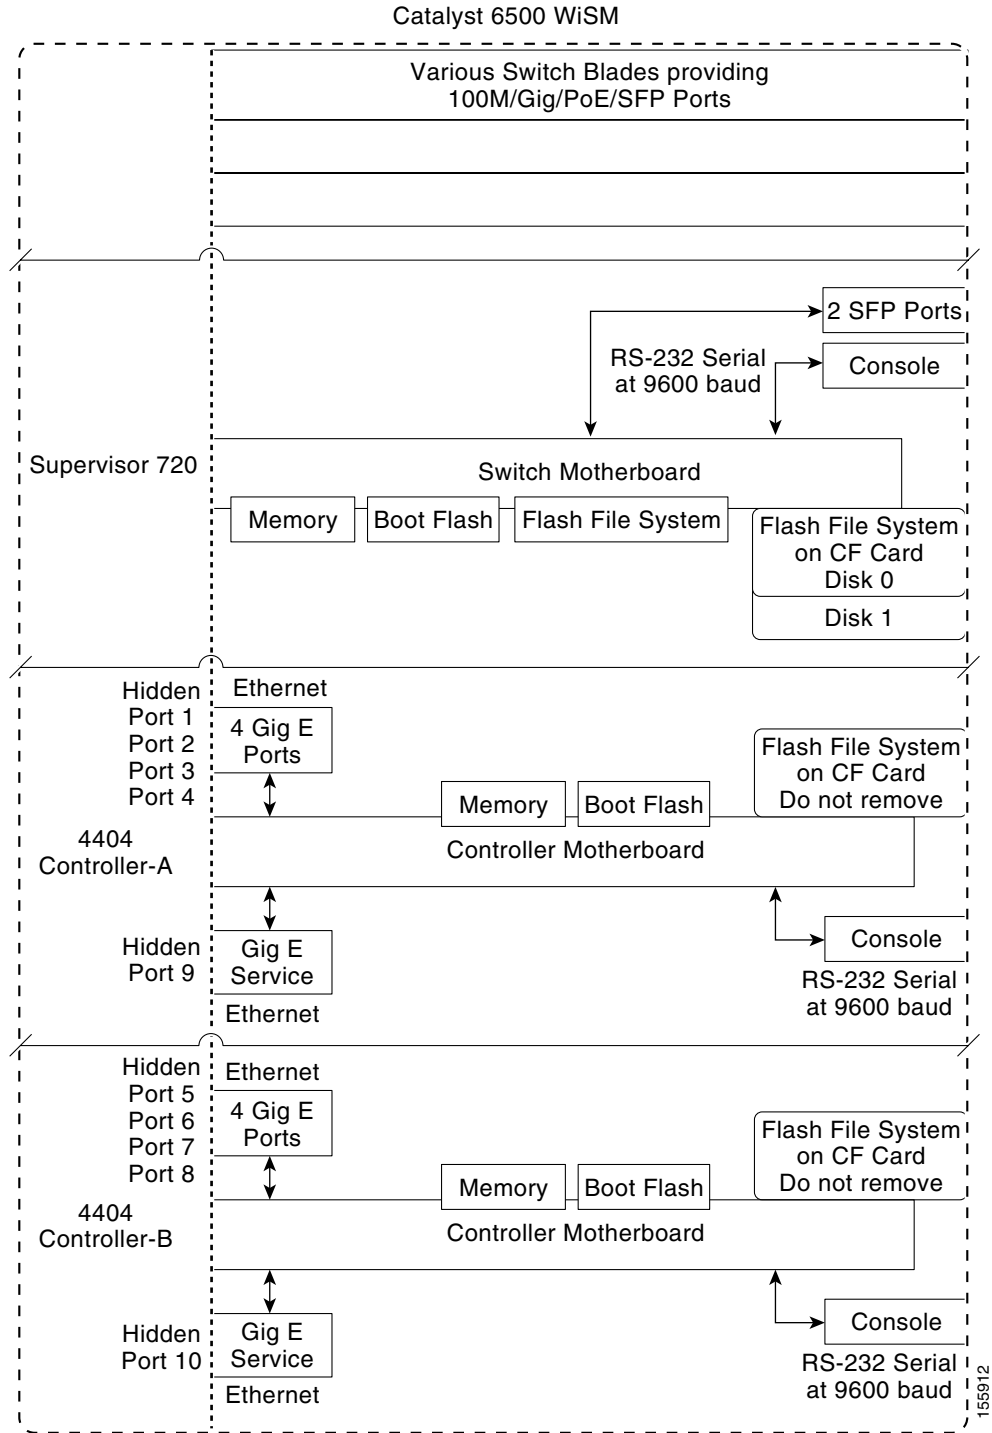 Catalyst 6500 WiSM
Various Switch Blades providing
100M/Gig/PoE/SFP Ports
2 SFP Ports
RS-232 Serial
at 9600 baud
Console
Supervisor 720
Switch Motherboard
Memory
Boot Flash
Flash File System
Flash File System
on CF Card
Disk 0
Disk 1
Hidden
Port 1
Port 2
Port 3
Port 4
Ethernet
4 Gig E
Ports
Flash File System
on CF Card
Do not remove
Memory
Boot Flash
4404
Controller-A
Controller Motherboard
Hidden
Port 9
Gig E
Service
Ethernet
Console
RS-232 Serial
at 9600 baud
Hidden
Port 5
Port 6
Port 7
Port 8
Ethernet
4 Gig E
Ports
Flash File System
on CF Card
Do not remove
Memory
Boot Flash
4404
Controller-B
Controller Motherboard
Hidden
Port 10
Gig E
Service
Ethernet
Console
RS-232 Serial
at 9600 baud
155912